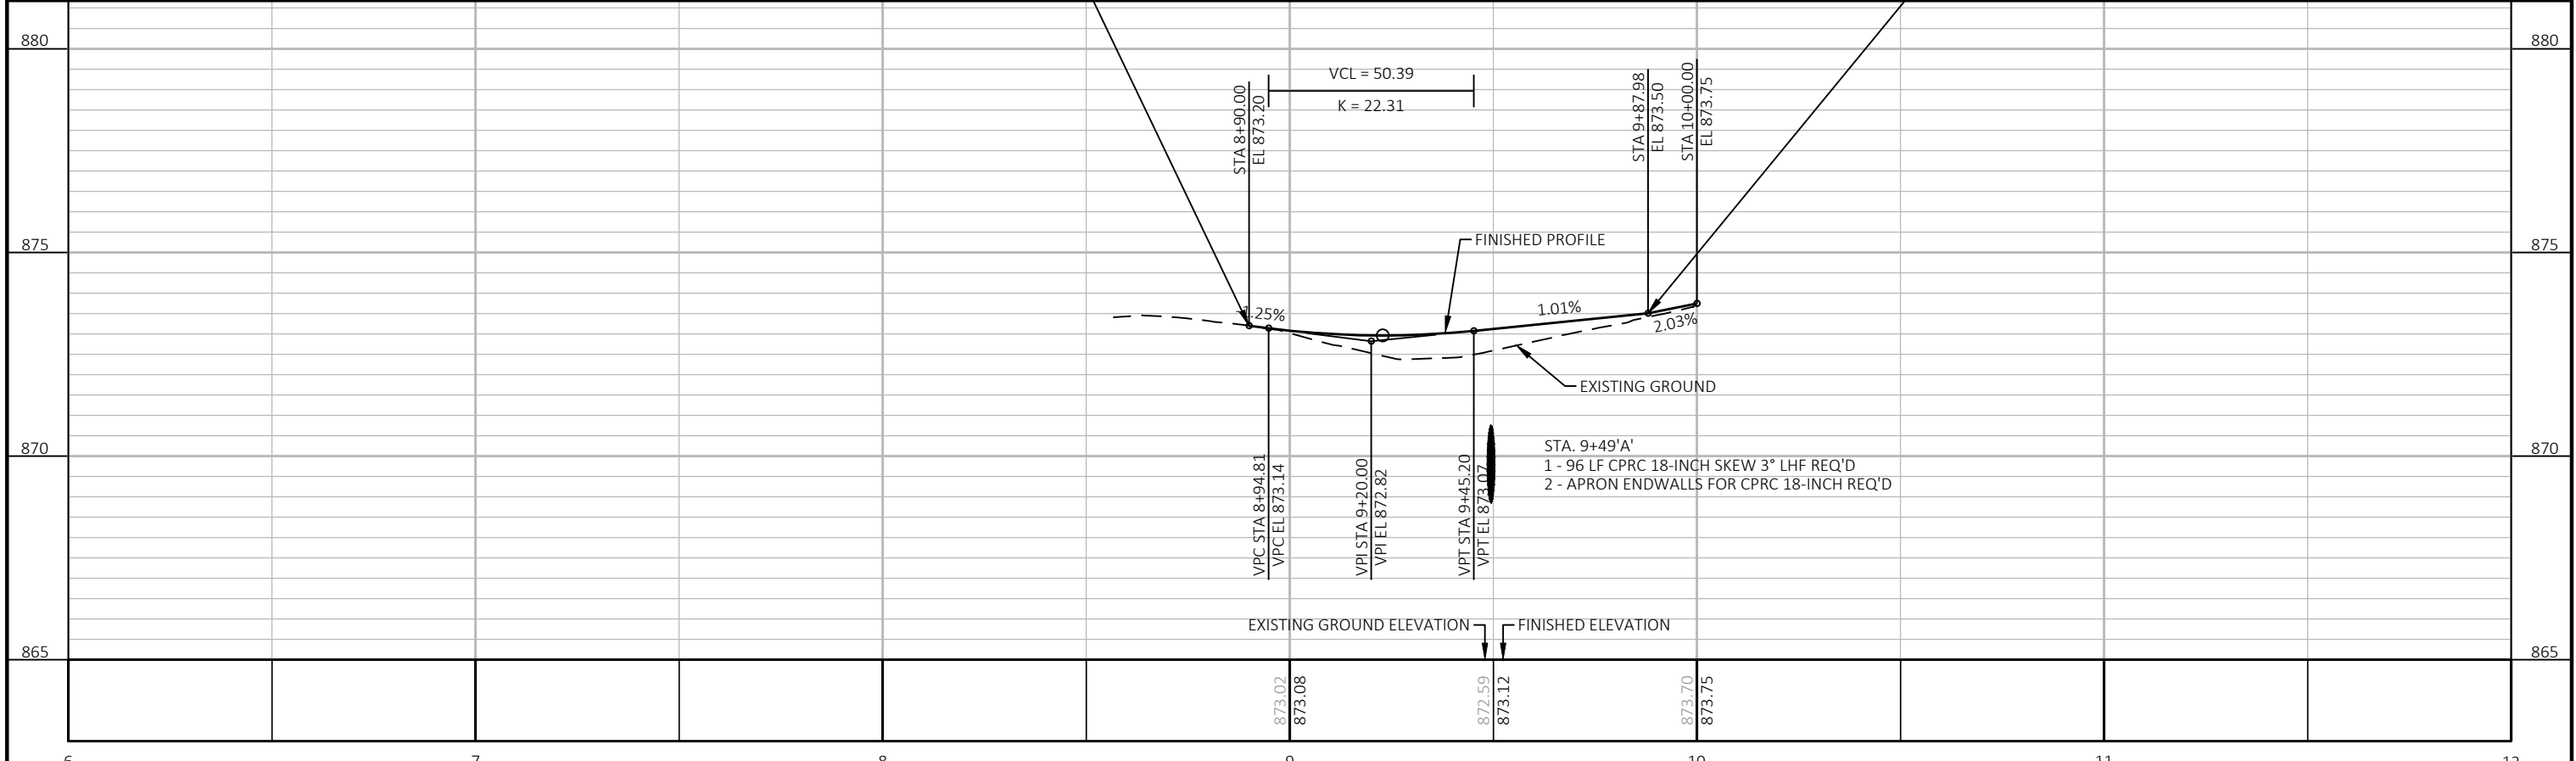 880
880
VCL = 50.39
K = 22.31
STA 8+90.00
EL 873.20
STA 9+87.98
EL 873.50
STA 10+00.00
EL 873.75
875
875
FINISHED PROFILE
-1.25%
1.01%
2.03%
EXISTING GROUND
870
870
STA. 9+49'A'
1 - 96 LF CPRC 18-INCH SKEW 3° LHF REQ'D
2 - APRON ENDWALLS FOR CPRC 18-INCH REQ'D
VPC STA 8+94.81
VPC EL 873.14
VPI STA 9+20.00
VPI EL 872.82
VPT STA 9+45.20
VPT EL 873.07
EXISTING GROUND ELEVATION
FINISHED ELEVATION
865
865
873.02
873.08
872.59
873.12
873.70
873.75
6
7
8
9
10
11
12